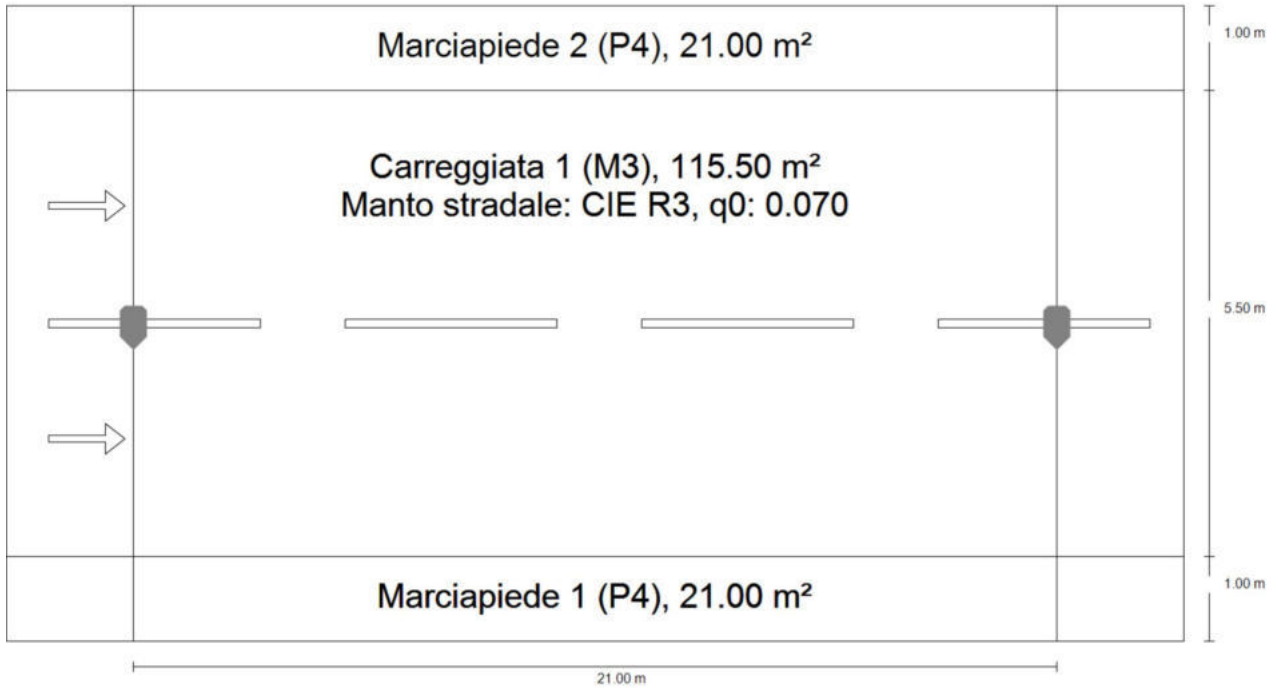 Marciapiede 2 (P4), 21.00 m²
1.00 m
Carreggiata 1 (M3), 115.50 m²
Manto stradale: CIE R3, q0: 0.070
5.50 m
Marciapiede 1 (P4), 21.00 m²
1.00 m
21.00 m